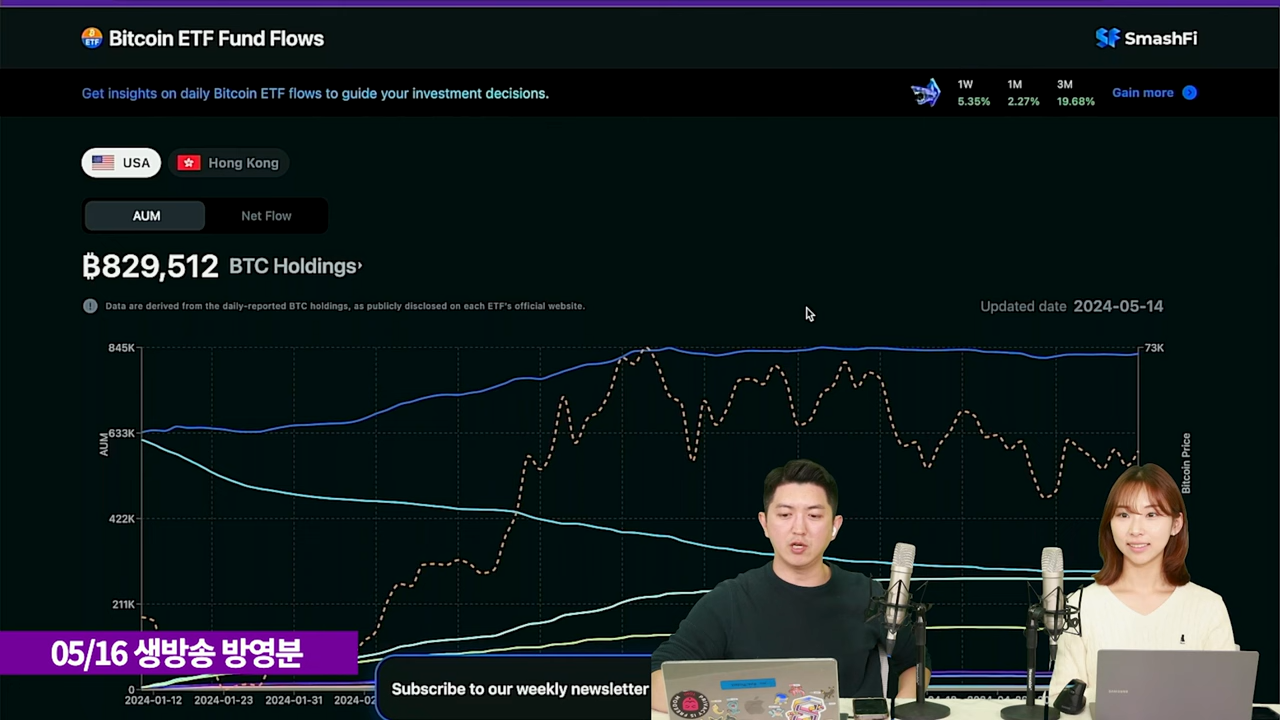 Bitcoin ETF Fund Flows
SmashFi
Get insights on daily Bitcoin ETF flows to guide your investment decisions.
1W 1M 3M
5.35% 2.27% 19.68%
Gain more
USA
Hong Kong
AUM
Net Flow
₿829,512 BTC Holdings
Data are derived from the daily-reported BTC holdings, as publicly disclosed on each ETF's official website.
Updated date 2024-05-14
845K
73K
AUM
633K
Bitcoin Price
422K
211K
05/16 생방송 방영분
Subscribe to our weekly newsletter
0
2024-01-12 2024-01-23 2024-01-31 2024-02